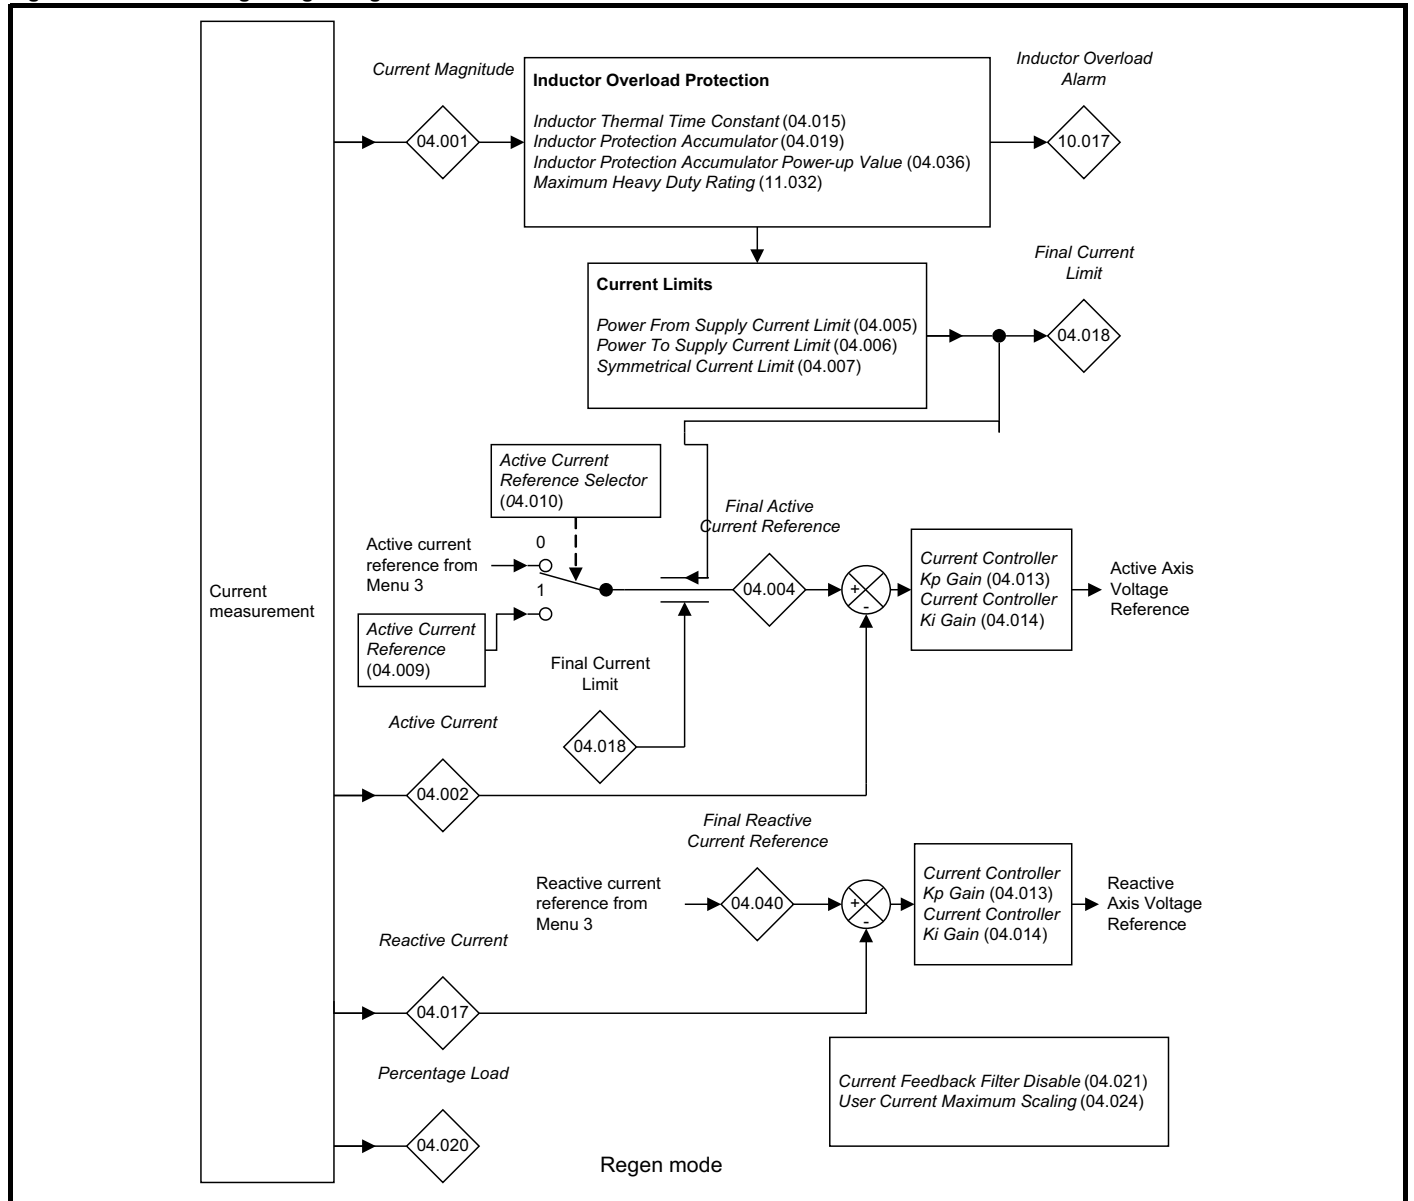 Current Magnitude
04.001
Inductor Overload Protection
Inductor Thermal Time Constant (04.015)
Inductor Protection Accumulator (04.019)
Inductor Protection Accumulator Power-up Value (04.036)
Maximum Heavy Duty Rating (11.032)
Inductor Overload
Alarm
10.017
Current Limits
Power From Supply Current Limit (04.005)
Power To Supply Current Limit (04.006)
Symmetrical Current Limit (04.007)
Final Current
Limit
04.018
Active Current
Reference Selector
(04.010)
Active current
reference from
Menu 3
0
1
Active Current
Reference
(04.009)
Final Active
Current Reference
04.004
+
-
Current Controller
Kp Gain (04.013)
Current Controller
Ki Gain (04.014)
Active Axis
Voltage
Reference
Current
measurement
Final Current
Limit
04.018
Active Current
04.002
Final Reactive
Current Reference
Reactive current
reference from
Menu 3
04.040
+
-
Current Controller
Kp Gain (04.013)
Current Controller
Ki Gain (04.014)
Reactive
Axis Voltage
Reference
Reactive Current
04.017
Percentage Load
04.020
Current Feedback Filter Disable (04.021)
User Current Maximum Scaling (04.024)
Regen mode